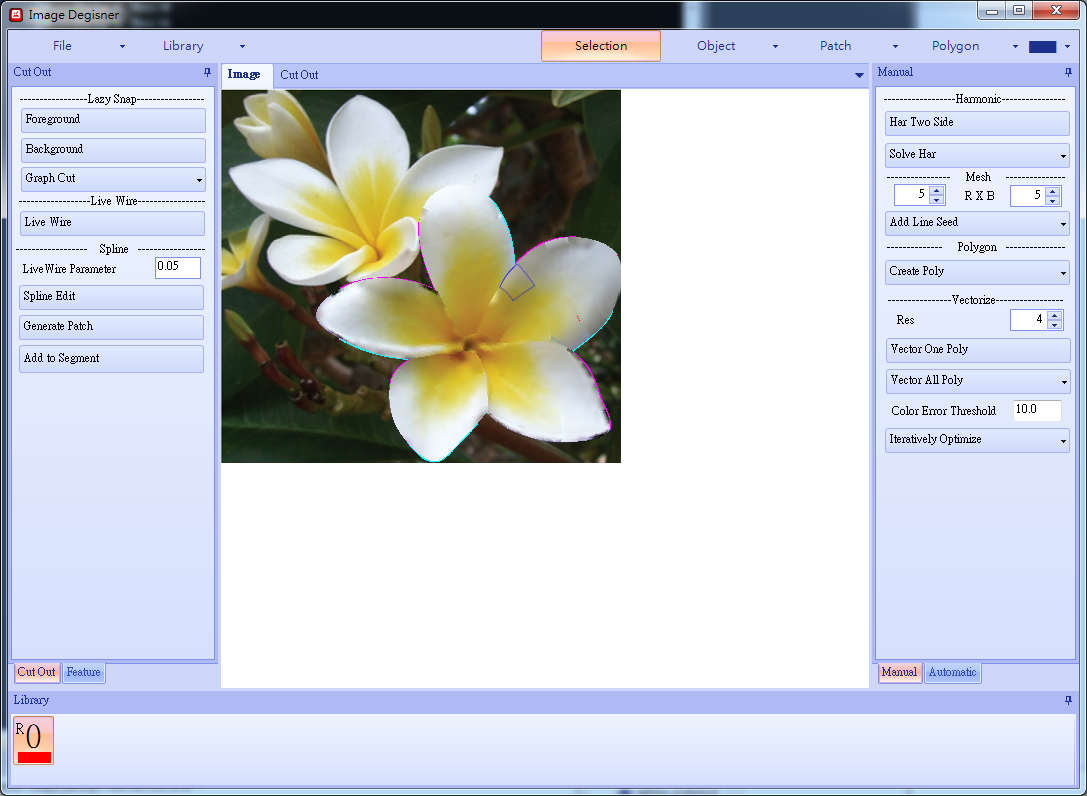 Image Degisner
File Library Selection Object Patch Polygon
Cut Out
-----------------Lazy Snap-----------------
Foreground
Background
Graph Cut
------------------Live Wire-----------------
Live Wire
------------------ Spline -----------------
LiveWire Parameter 0.05
Spline Edit
Generate Patch
Add to Segment
Cut Out Feature
Image Cut Out
Manual
------------------Harmonic----------------
Har Two Side
Solve Har
---------------- Mesh ---------------
5 R X B 5
Add Line Seed
-------------- Polygon ---------------
Create Poly
----------------Vectorize-----------------
Res 4
Vector One Poly
Vector All Poly
Color Error Threshold 10.0
Iteratively Optimize
Manual Automatic
Library
R 0